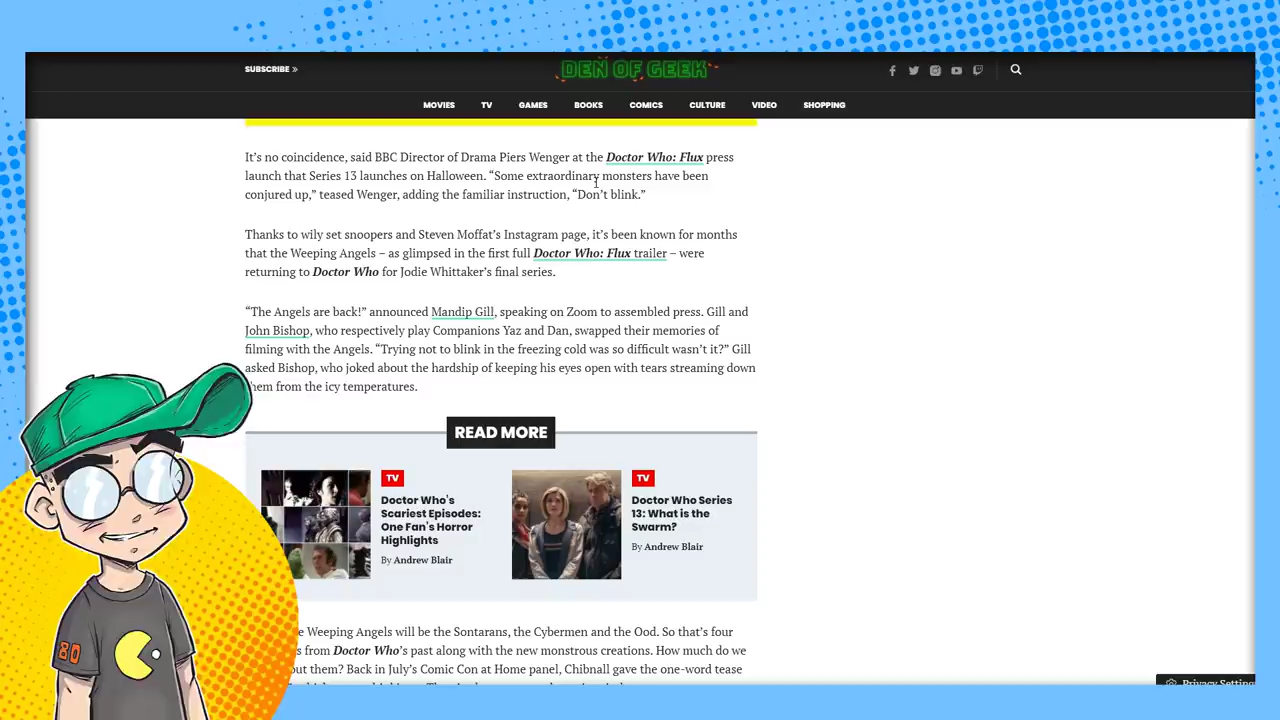 SUBSCRIBE »
DEN OF GEEK
MOVIES TV GAMES BOOKS COMICS CULTURE VIDEO SHOPPING
It’s no coincidence, said BBC Director of Drama Piers Wenger at the Doctor Who: Flux press
launch that Series 13 launches on Halloween. “Some extraordinary monsters have been
conjured up,” teased Wenger, adding the familiar instruction, “Don’t blink.”
Thanks to wily set snoopers and Steven Moffat’s Instagram page, it’s been known for months
that the Weeping Angels – as glimpsed in the first full Doctor Who: Flux trailer – were
returning to Doctor Who for Jodie Whittaker’s final series.
“The Angels are back!” announced Mandip Gill, speaking on Zoom to assembled press. Gill and
John Bishop, who respectively play Companions Yaz and Dan, swapped their memories of
filming with the Angels. “Trying not to blink in the freezing cold was so difficult wasn’t it?” Gill
asked Bishop, who joked about the hardship of keeping his eyes open with tears streaming down
hem from the icy temperatures.
READ MORE
TV
Doctor Who’s
Scariest Episodes:
One Fan’s Horror
Highlights
By Andrew Blair
TV
Doctor Who Series
13: What is the
Swarm?
By Andrew Blair
e Weeping Angels will be the Sontarans, the Cybermen and the Ood. So that’s four
s from Doctor Who’s past along with the new monstrous creations. How much do we
out them? Back in July’s Comic Con at Home panel, Chibnall gave the one-word tease
Privacy Settin
80